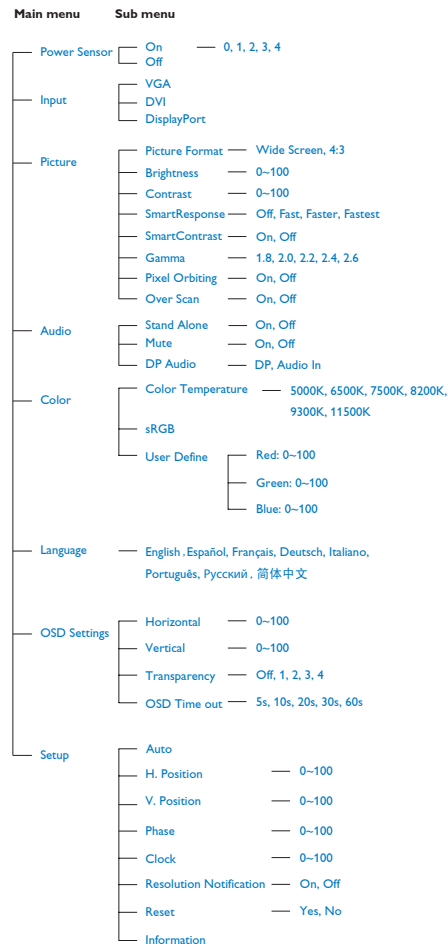 Main menu Sub menu
Power Sensor On 0, 1, 2, 3, 4
Off
Input VGA
DVI
DisplayPort
Picture Picture Format Wide Screen, 4:3
Brightness 0~100
Contrast 0~100
SmartResponse Off, Fast, Faster, Fastest
SmartContrast On, Off
Gamma 1.8, 2.0, 2.2, 2.4, 2.6
Pixel Orbiting On, Off
Over Scan On, Off
Audio Stand Alone On, Off
Mute On, Off
DP Audio DP, Audio In
Color Color Temperature 5000K, 6500K, 7500K, 8200K,
9300K, 11500K
sRGB
User Define Red: 0~100
Green: 0~100
Blue: 0~100
Language English , Español, Français, Deutsch, Italiano,
Português, Русский , 简体中文
OSD Settings Horizontal 0~100
Vertical 0~100
Transparency Off, 1, 2, 3, 4
OSD Time out 5s, 10s, 20s, 30s, 60s
Setup Auto
H. Position 0~100
V. Position 0~100
Phase 0~100
Clock 0~100
Resolution Notification On, Off
Reset Yes, No
Information